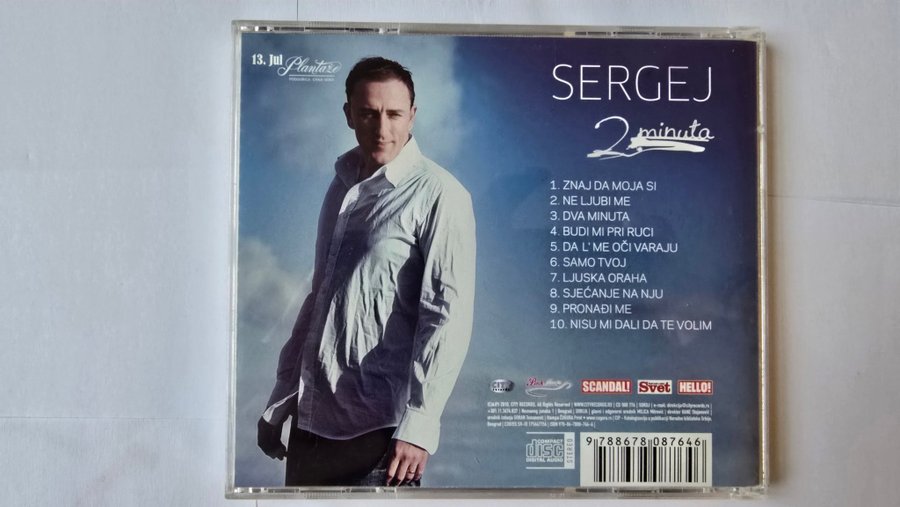 13. Jul Plantaže
SERGEJ
2 minuta
1. ZNAJ DA MOJA SI
2. NE LJUBI ME
3. DVA MINUTA
4. BUDI MI PRI RUCI
5. DA L' ME OČI VARAJU
6. SAMO TVOJ
7. LJUSKA ORAHA
8. SJEĆANJE NA NJU
9. PRONAĐI ME
10. NISU MI DALI DA TE VOLIM
SCANDAL! Svet HELLO!
COMPACT
disc
DIGITAL AUDIO
STEREO
9 788678 087646